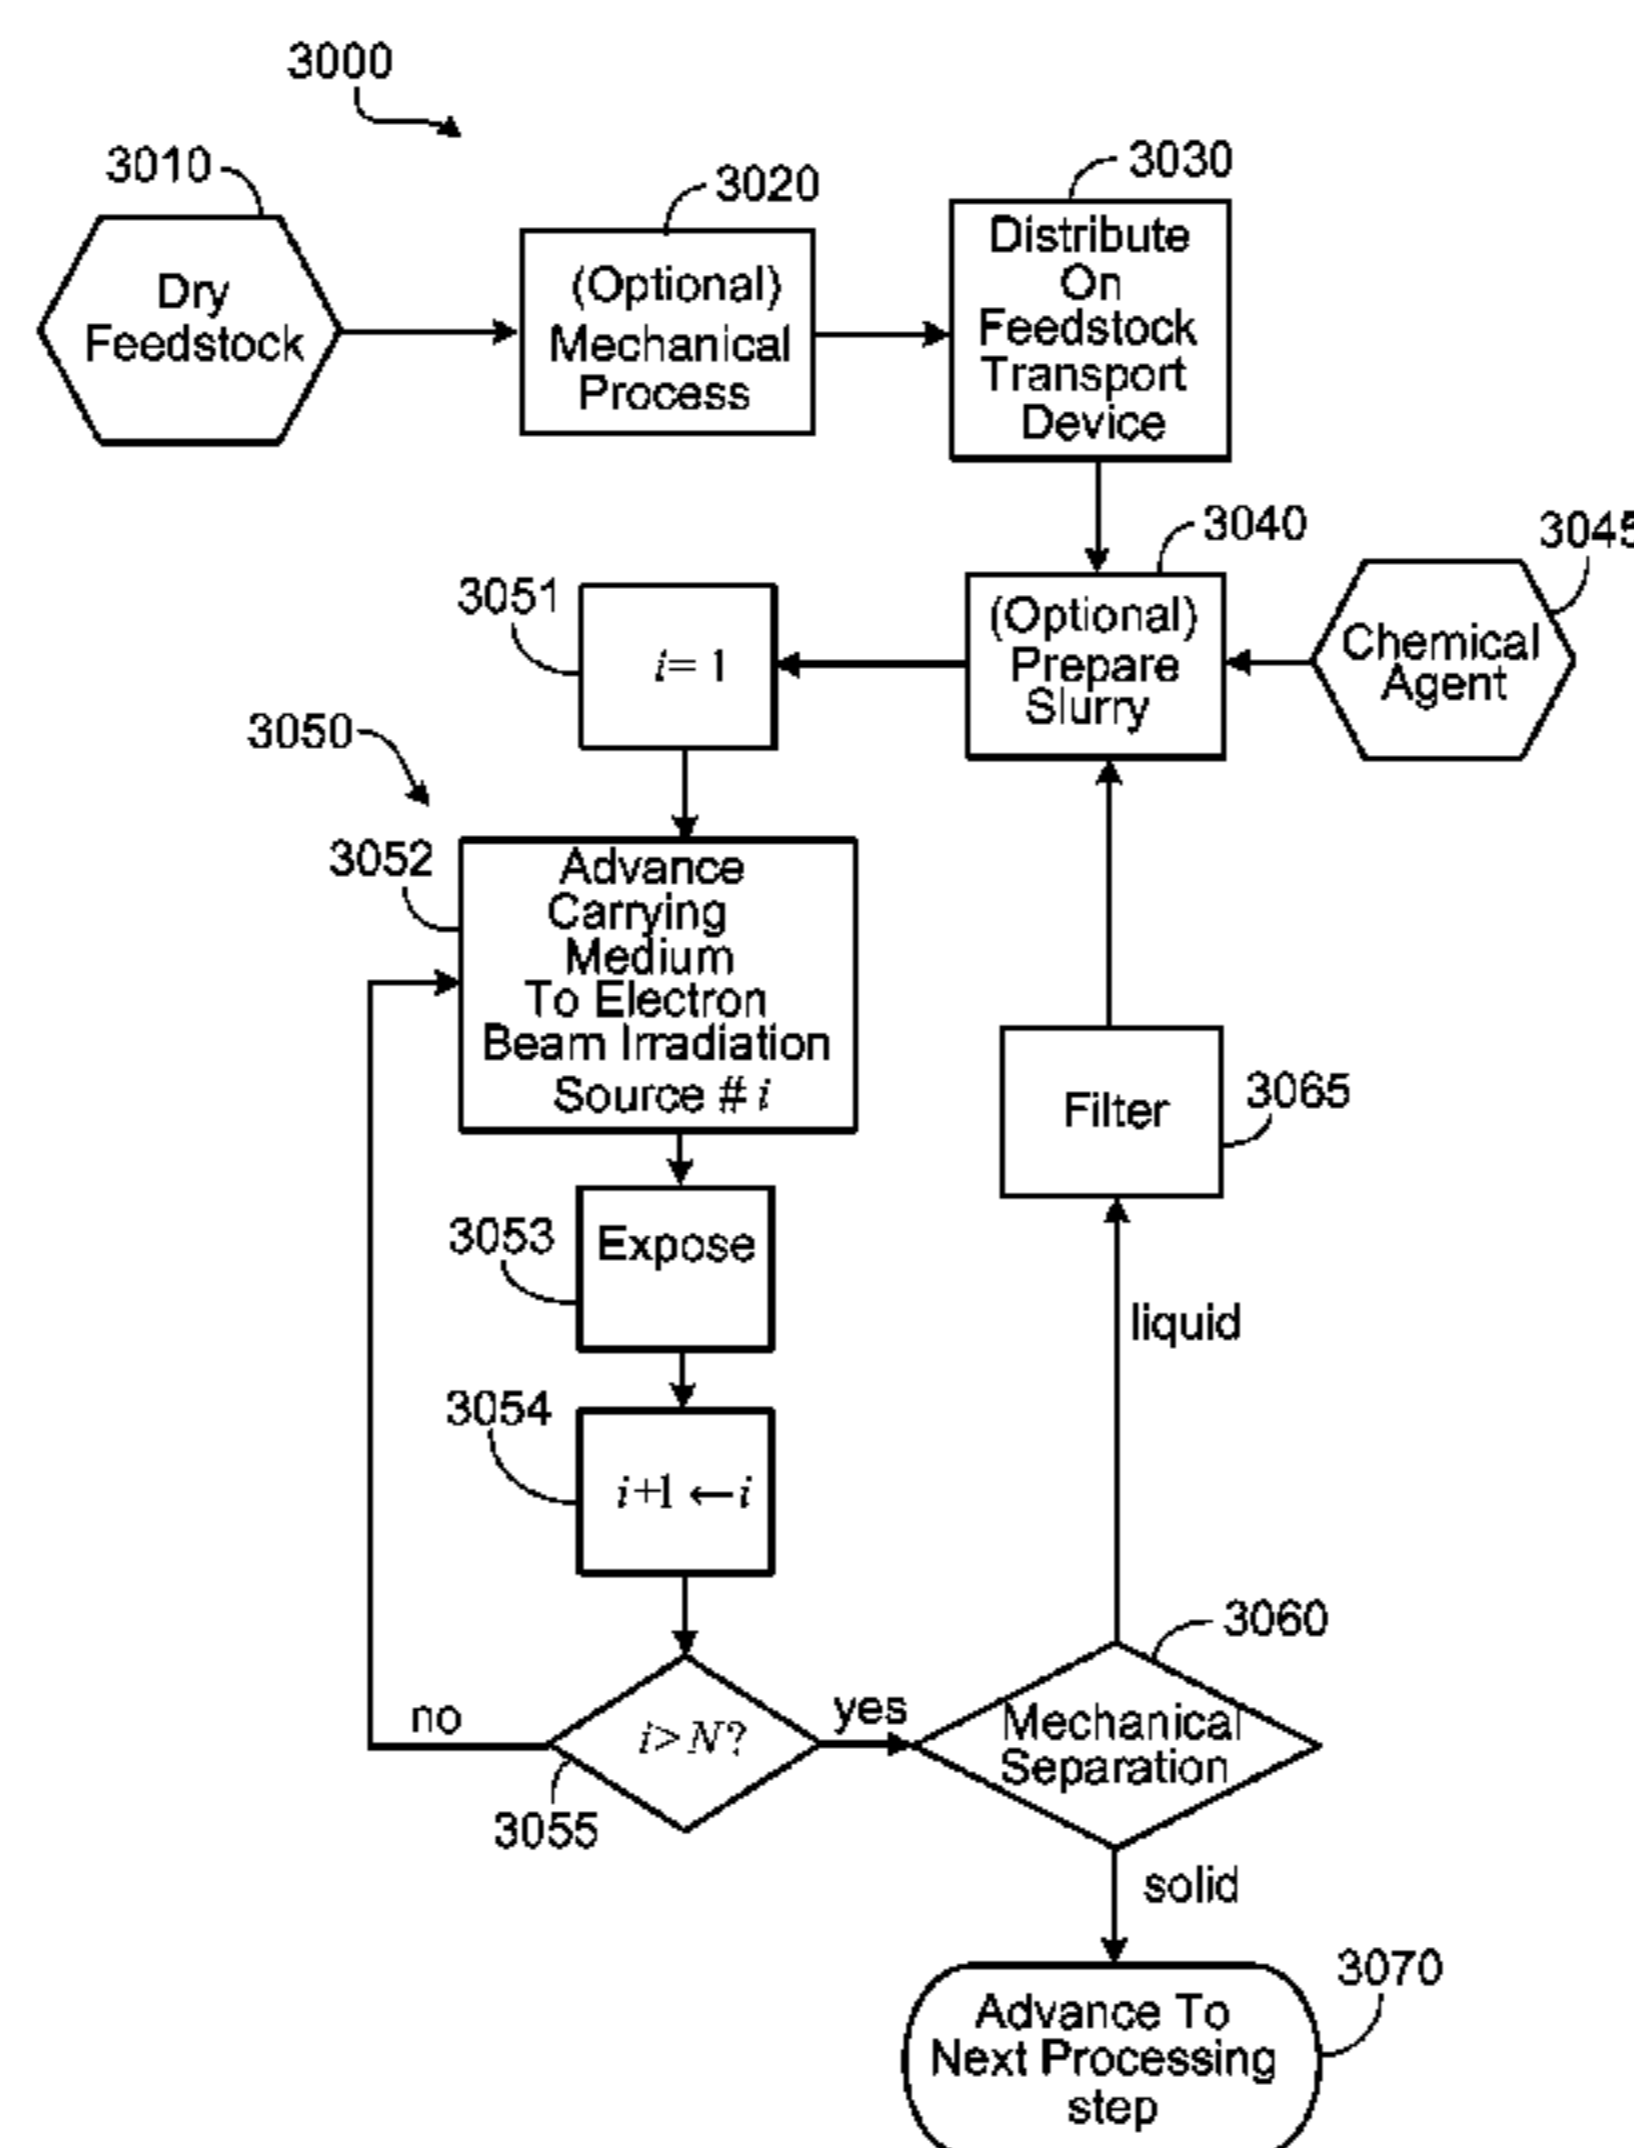 3000
3010
Dry
Feedstock
3020
(Optional)
Mechanical
Process
3030
Distribute
On
Feedstock
Transport
Device
3040
(Optional)
Prepare
Slurry
3045
Chemical
Agent
3051
i= 1
3050
3052
Advance
Carrying
Medium
To Electron
Beam Irradiation
Source # i
3053
Expose
3054
i+1 ←i
no
i>N?
yes
3055
3065
Filter
liquid
3060
Mechanical
Separation
solid
3070
Advance To
Next Processing
step